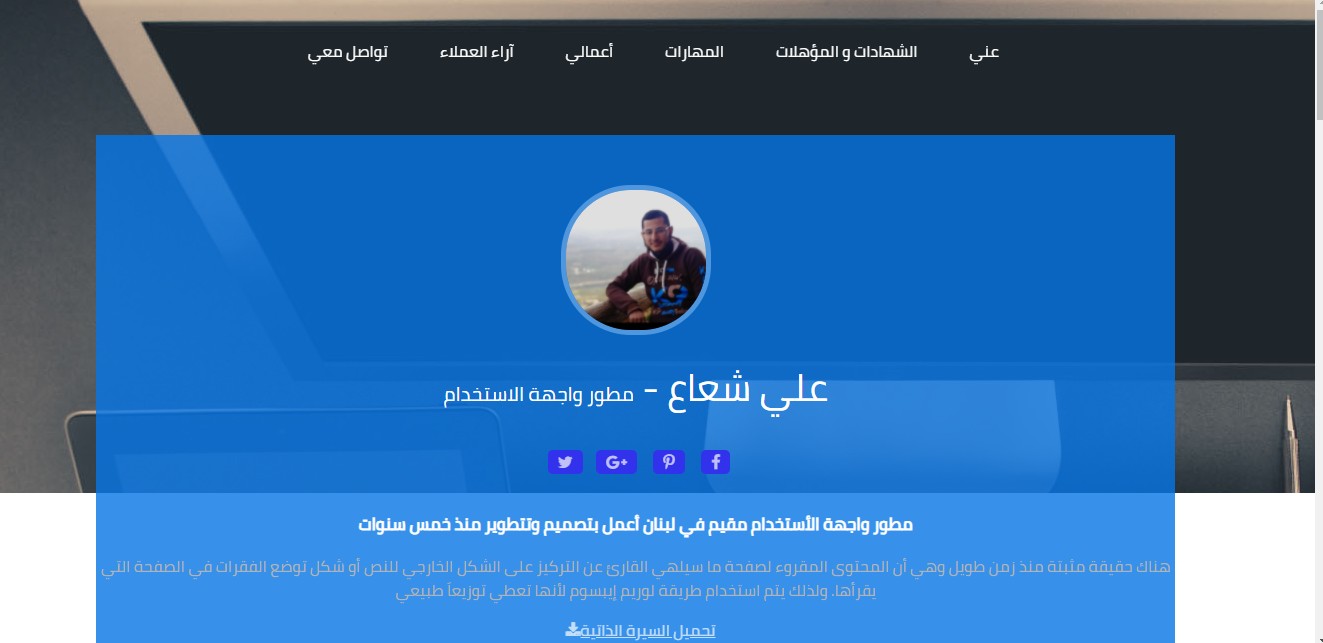 عني الشهادات و المؤهلات المهارات أعمالي آراء العملاء تواصل معي
علي شعاع - مطور واجهة الاستخدام
مطور واجهة الأستخدام مقيم في لبنان أعمل بتصميم وتتطوير منذ خمس سنوات
هناك حقيقة مثبتة منذ زمن طويل وهي أن المحتوى المقروء لصفحة ما سيلهي القارئ عن التركيز على الشكل الخارجي للنص أو شكل توضع الفقرات في الصفحة التي
يقرأها. ولذلك يتم استخدام طريقة لوريم إيبسوم لأنها تعطي توزيعاَ طبيعي
تحميل السيرة الذاتية